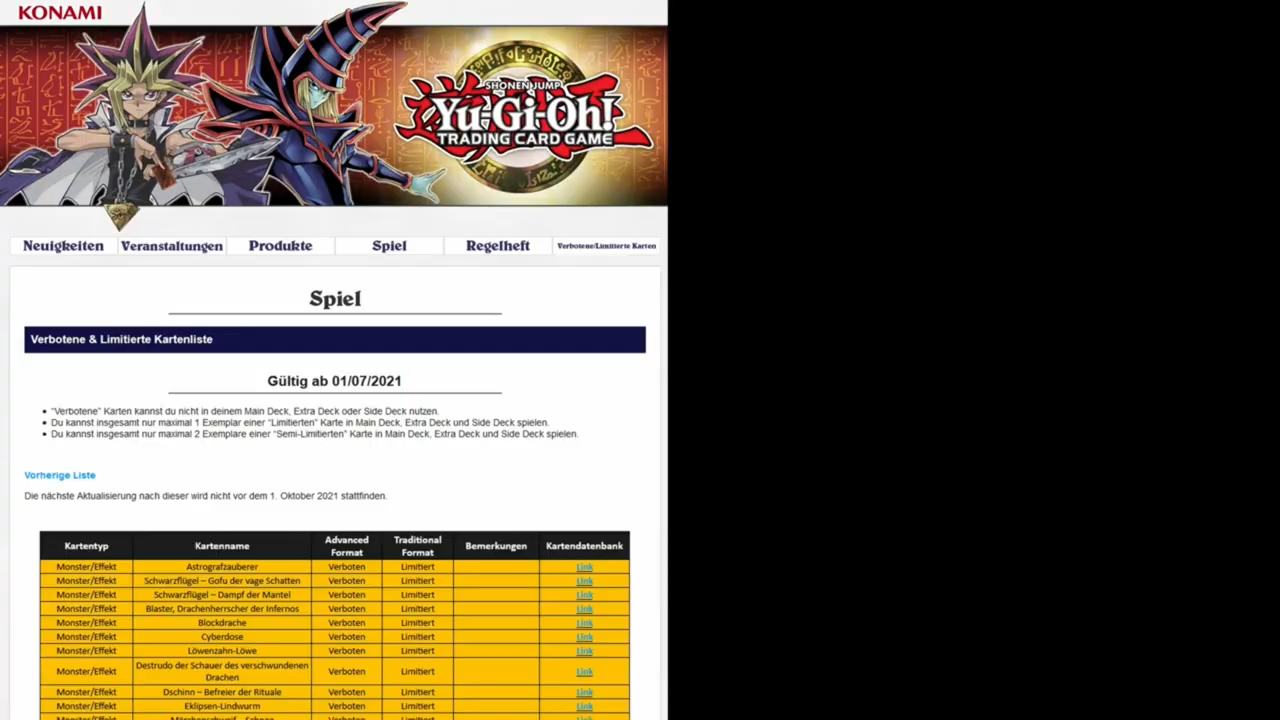 KONAMI
SHONEN JUMP
Yu-Gi-Oh!
TRADING CARD GAME
Neuigkeiten Veranstaltungen Produkte Spiel Regelheft Verbotene/Limitierte Karten
Spiel
Verbotene & Limitierte Kartenliste
Gültig ab 01/07/2021
• "Verbotene" Karten kannst du nicht in deinem Main Deck, Extra Deck oder Side Deck nutzen.
• Du kannst insgesamt nur maximal 1 Exemplar einer "Limitierten" Karte in Main Deck, Extra Deck und Side Deck spielen.
• Du kannst insgesamt nur maximal 2 Exemplare einer "Semi-Limitierten" Karte in Main Deck, Extra Deck und Side Deck spielen.
Vorherige Liste
Die nächste Aktualisierung nach dieser wird nicht vor dem 1. Oktober 2021 stattfinden.
Kartentyp Kartenname Advanced Format Traditional Format Bemerkungen Kartendatenbank
Monster/Effekt Astrografzauberer Verboten Limitiert Link
Monster/Effekt Schwarzflügel – Gofu der vage Schatten Verboten Limitiert Link
Monster/Effekt Schwarzflügel – Dampf der Mantel Verboten Limitiert Link
Monster/Effekt Blaster, Drachenherrscher der Infernos Verboten Limitiert Link
Monster/Effekt Blockdrache Verboten Limitiert Link
Monster/Effekt Cyberdose Verboten Limitiert Link
Monster/Effekt Löwenzahn-Löwe Verboten Limitiert Link
Monster/Effekt Destrudo der Schauer des verschwundenen Drachen Verboten Limitiert Link
Monster/Effekt Dschinn – Befreier der Rituale Verboten Limitiert Link
Monster/Effekt Eklipsen-Lindwurm Verboten Limitiert Link